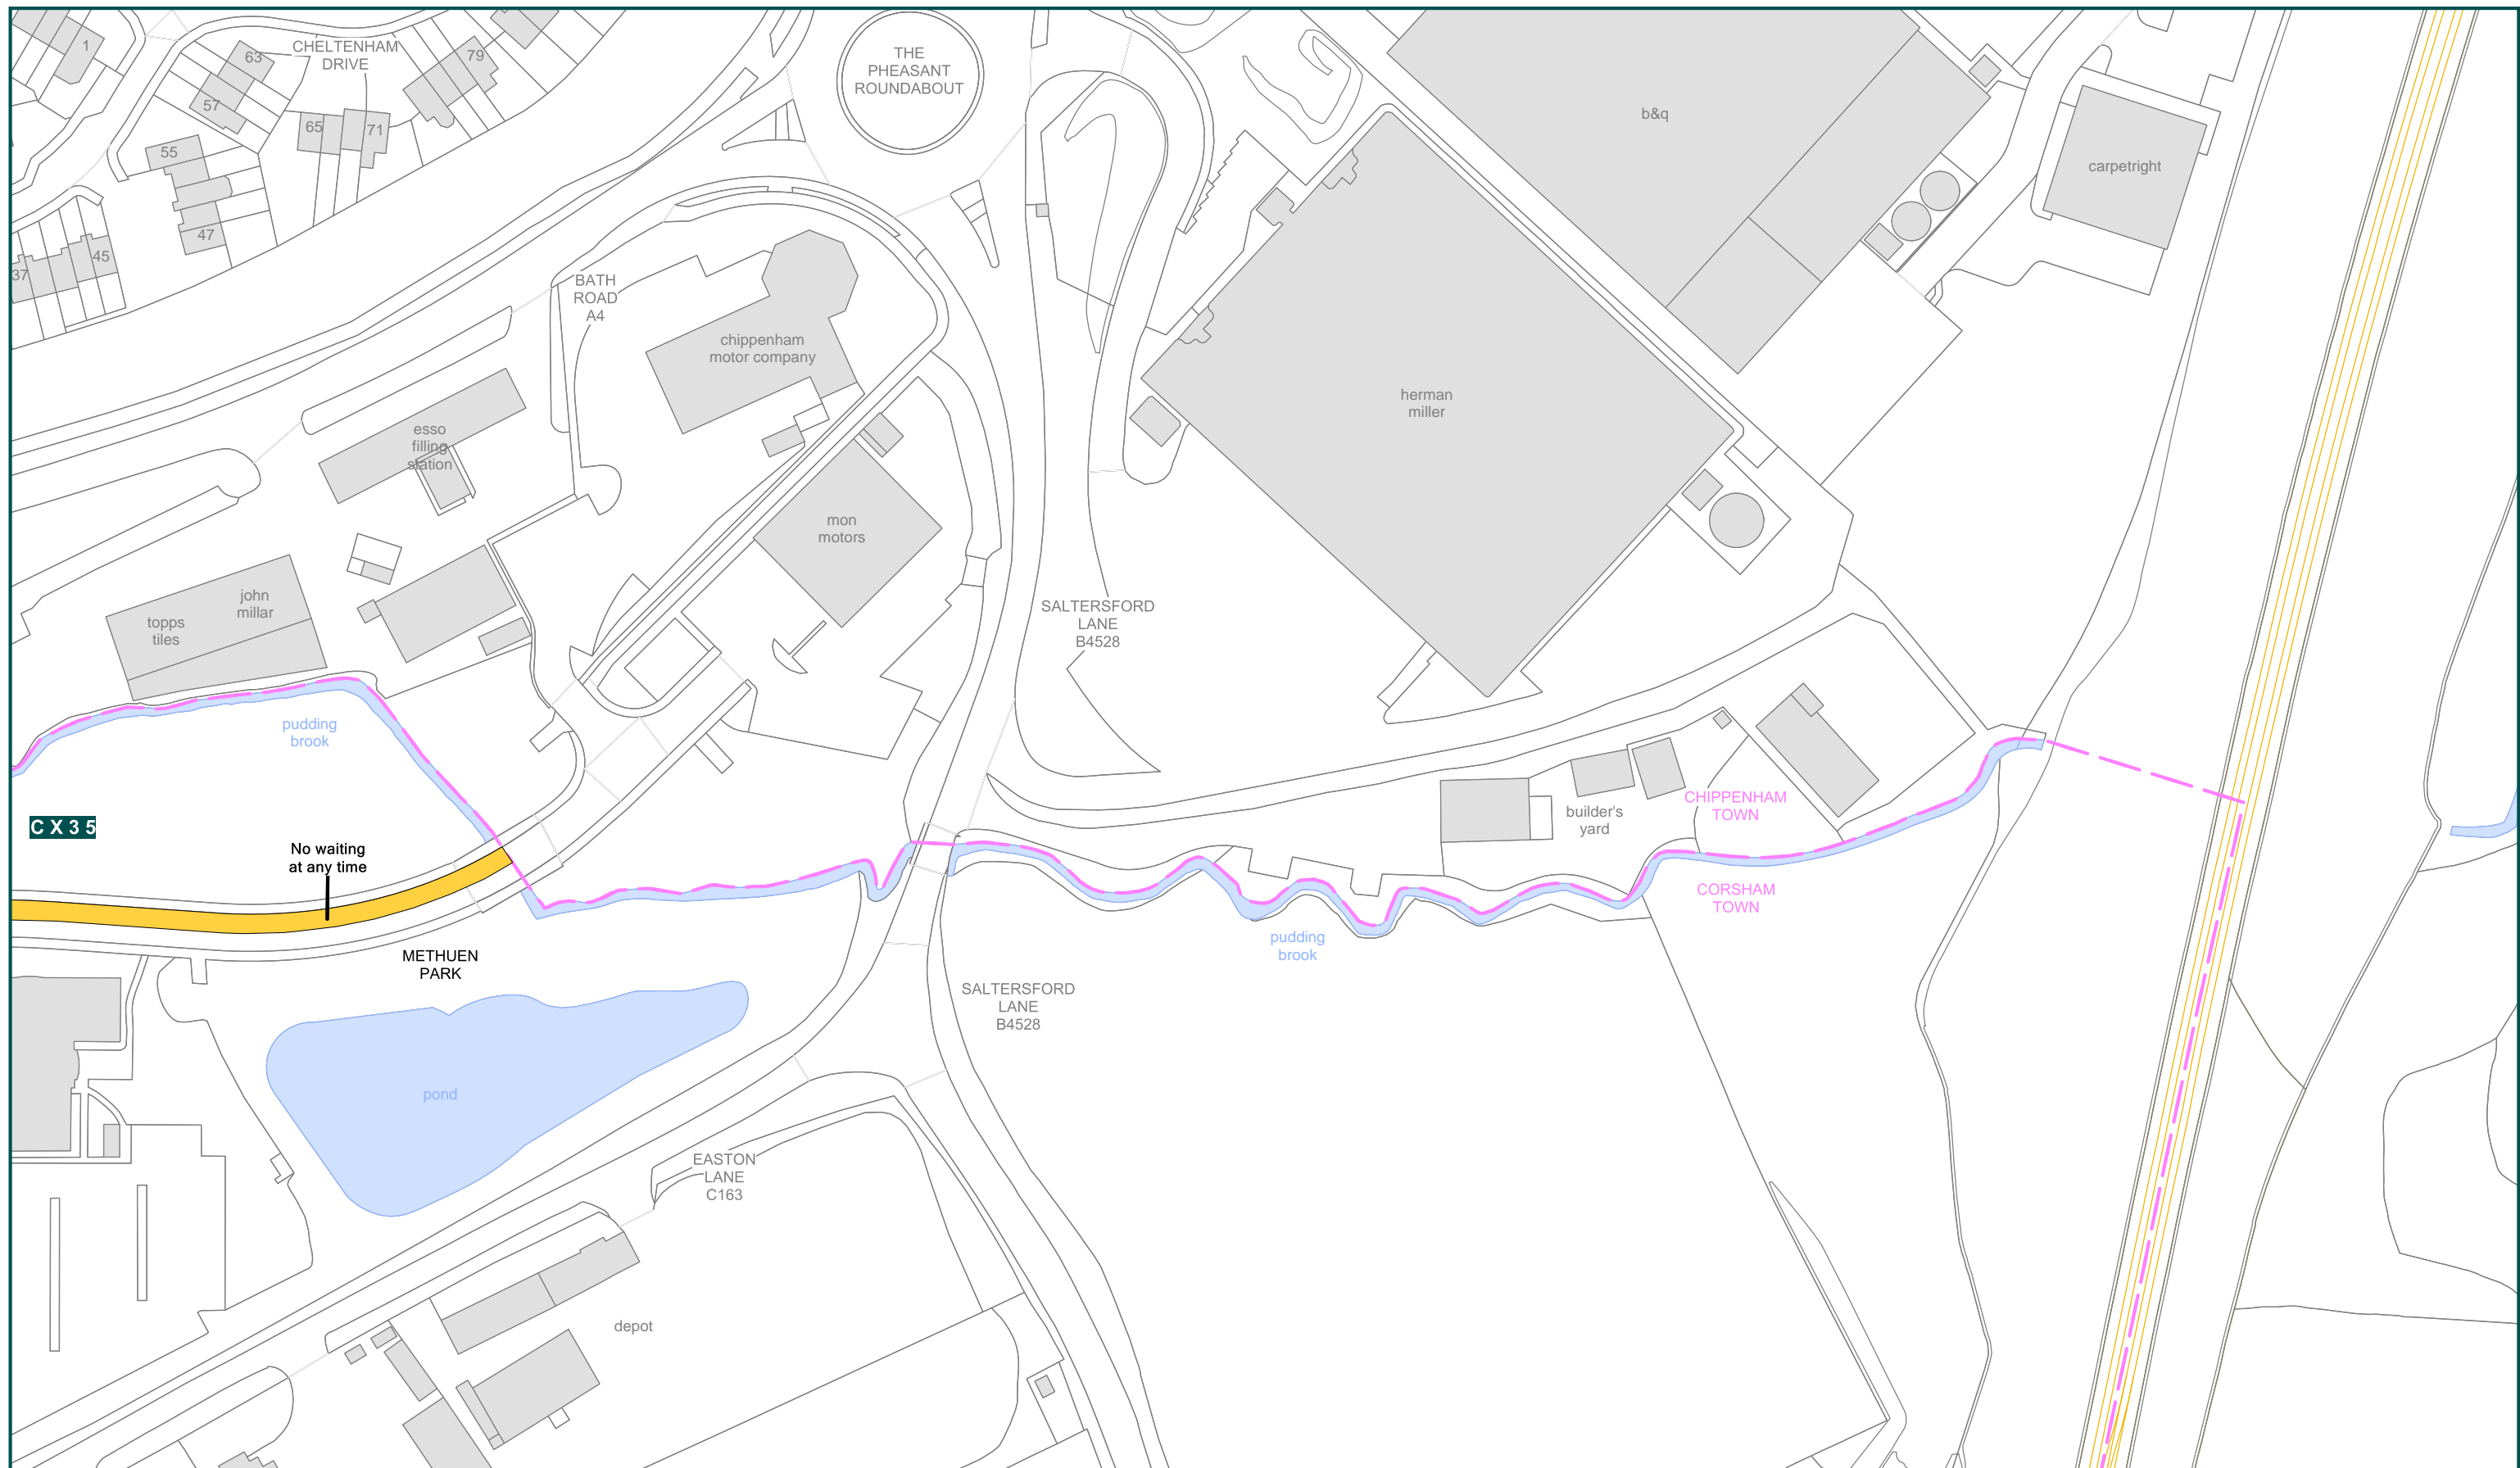 1
63
CHELTENHAM
DRIVE
79
57
65
71
55
47
45
37
THE
PHEASANT
ROUNDABOUT
b&q
carpetright
BATH
ROAD
A4
chippenham
motor company
herman
miller
esso
filling
station
mon
motors
john
millar
topps
tiles
SALTERSFORD
LANE
B4528
pudding
brook
CX35
No waiting
at any time
builder's
yard
CHIPPENHAM
TOWN
CORSHAM
TOWN
pudding
brook
METHUEN
PARK
SALTERSFORD
LANE
B4528
pond
EASTON
LANE
C163
depot